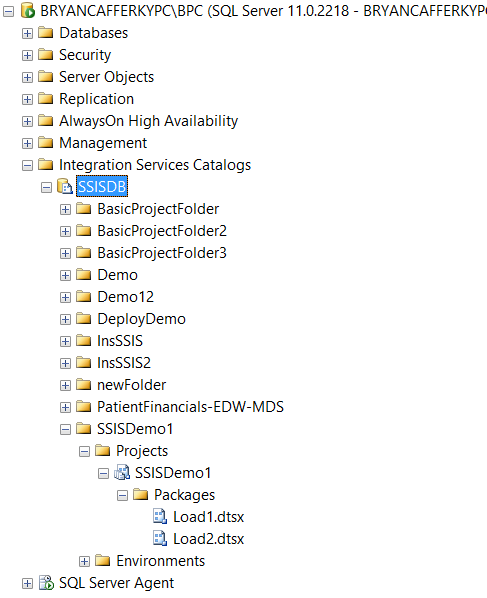 BRYANCAFFERKYPC\BPC (SQL Server 11.0.2218 - BRYANCAFFERKYPC
Databases
Security
Server Objects
Replication
AlwaysOn High Availability
Management
Integration Services Catalogs
SSISDB
BasicProjectFolder
BasicProjectFolder2
BasicProjectFolder3
Demo
Demo12
DeployDemo
InsSSIS
InsSSIS2
newFolder
PatientFinancials-EDW-MDS
SSISDemo1
Projects
SSISDemo1
Packages
Load1.dtsx
Load2.dtsx
Environments
SQL Server Agent